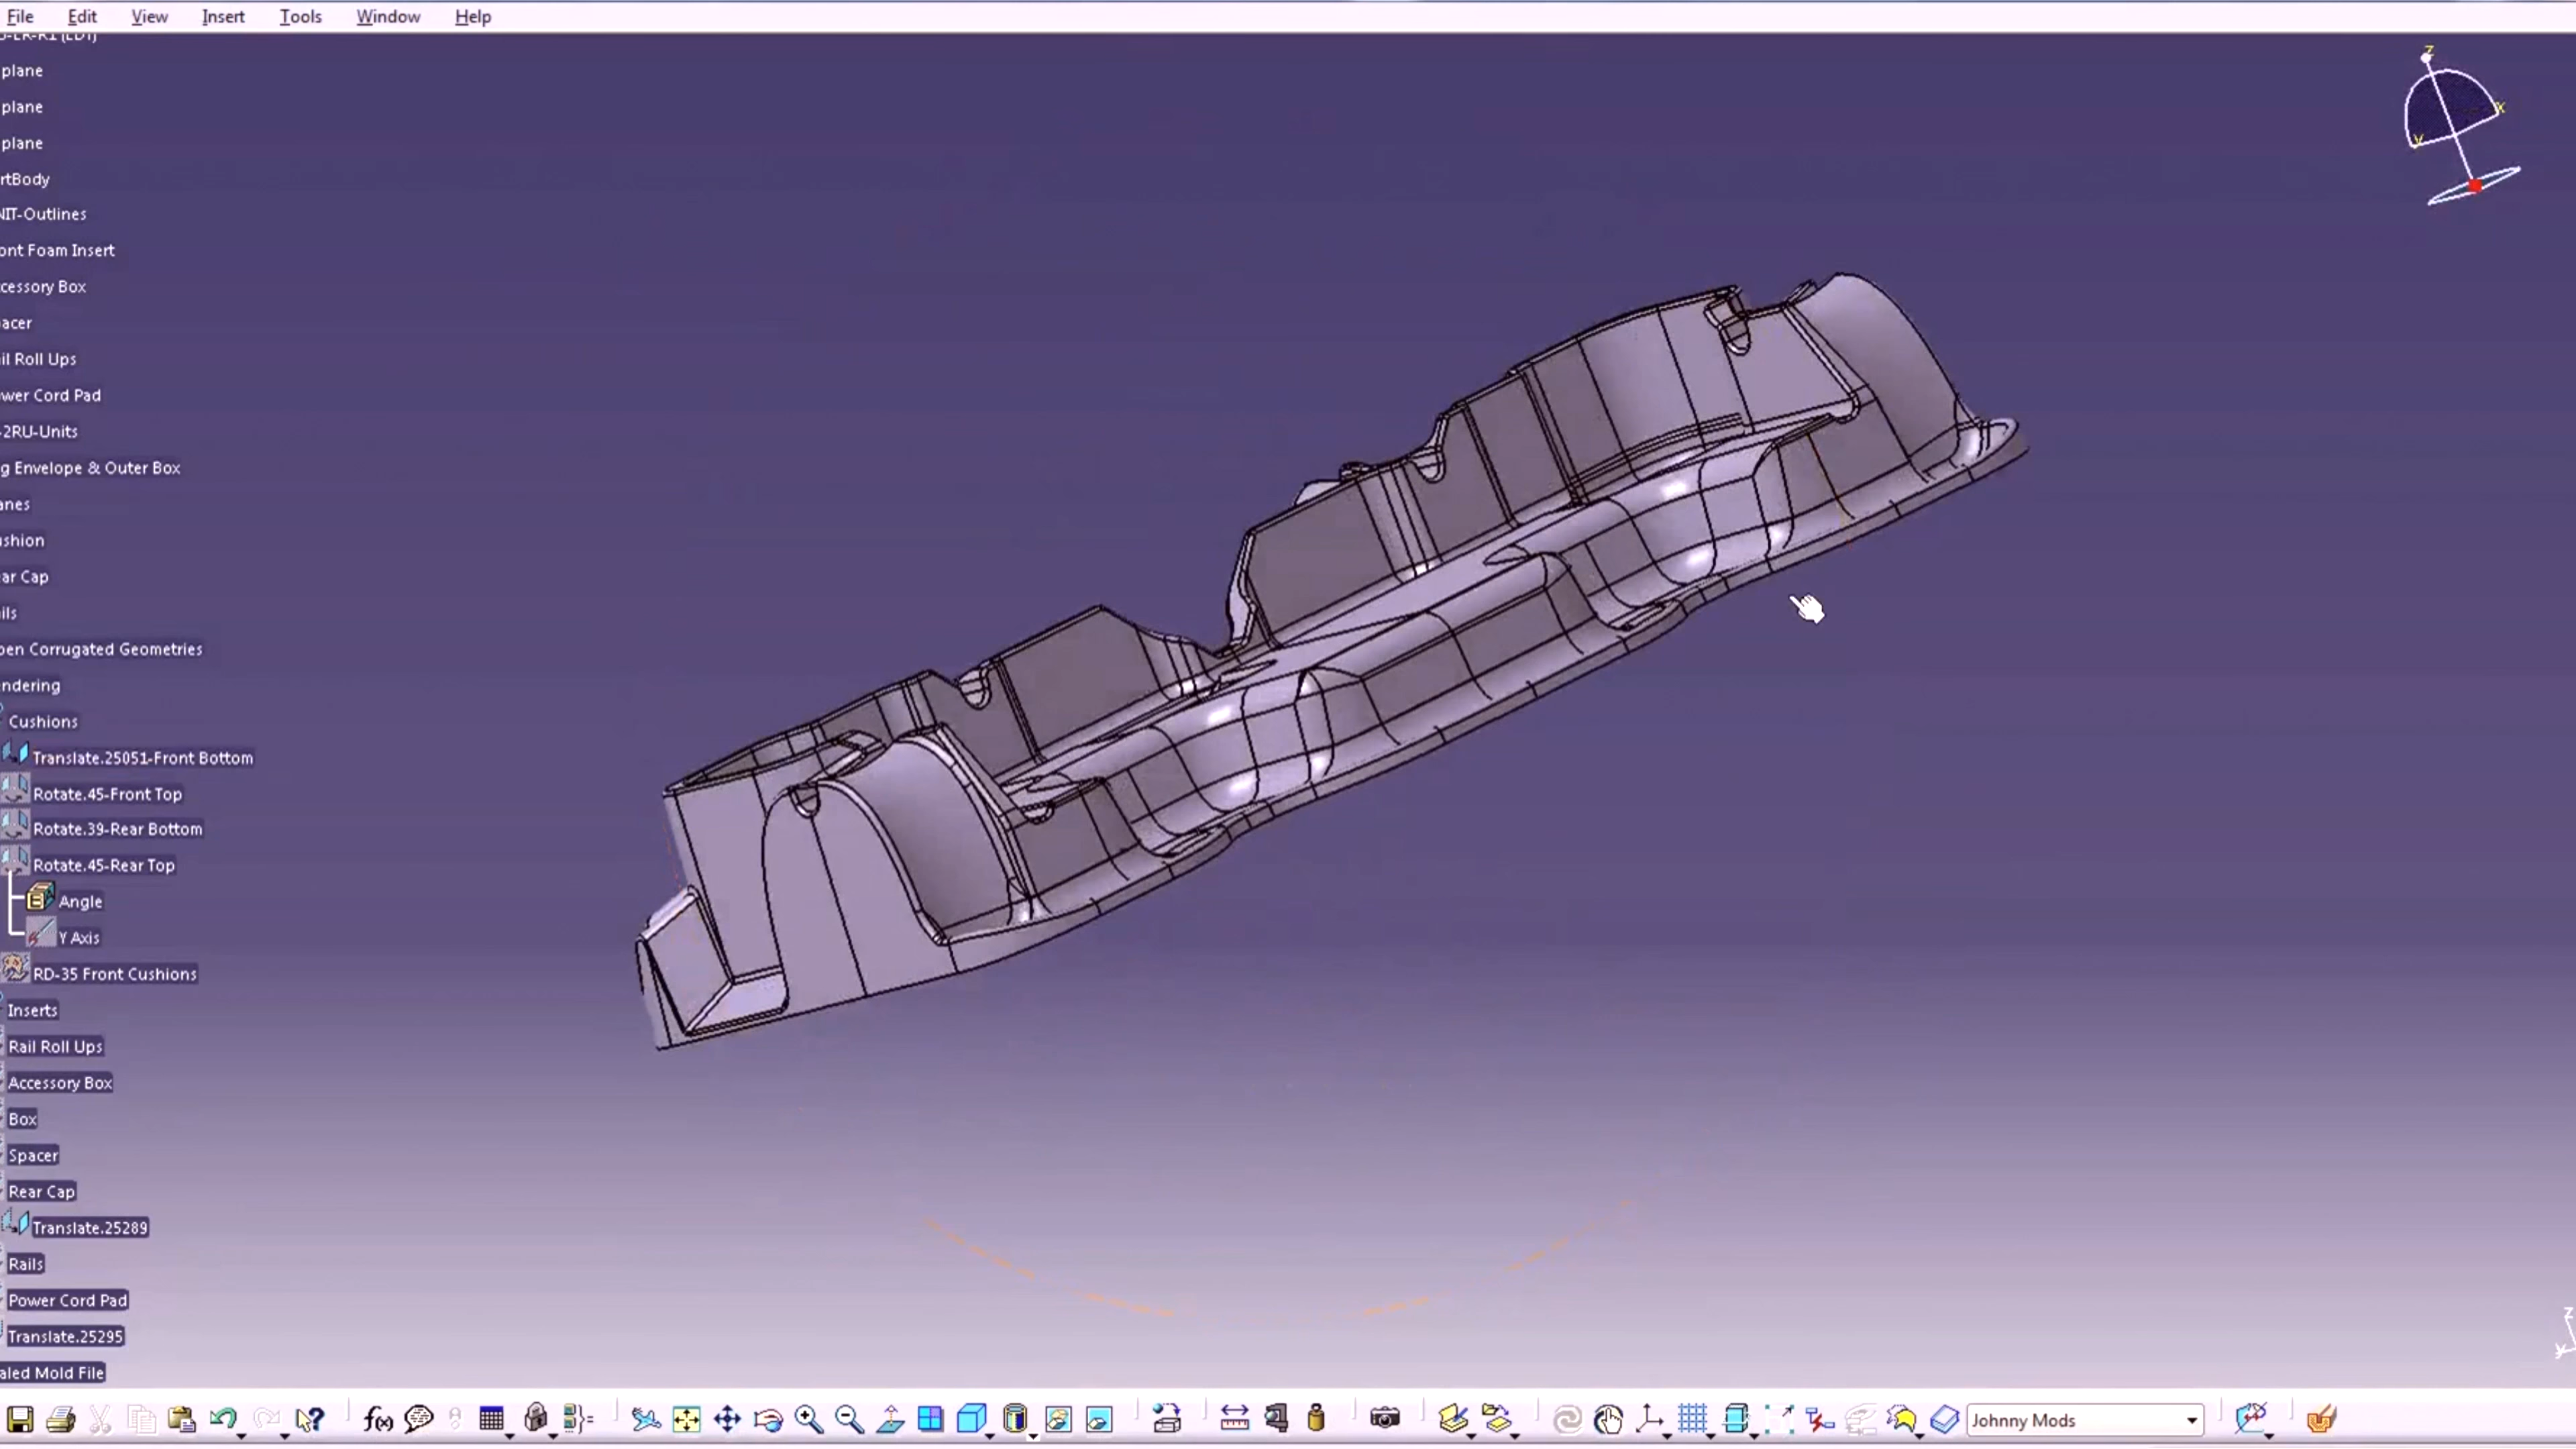 File Edit View Insert Tools Window Help
plane
plane
plane
rtBody
NIT-Outlines
ont Foam Insert
cessory Box
acer
il Roll Ups
ower Cord Pad
-2RU-Units
g Envelope & Outer Box
anes
ushion
ar Cap
ils
pen Corrugated Geometries
ndering
Cushions
Translate.25051-Front Bottom
Rotate.45-Front Top
Rotate.39-Rear Bottom
Rotate.45-Rear Top
Angle
Y Axis
RD-35 Front Cushions
Inserts
Rail Roll Ups
Accessory Box
Box
Spacer
Rear Cap
Translate.25289
Rails
Power Cord Pad
Translate.25295
aled Mold File
z
x
y
z
y
f(x)
Johnny Mods